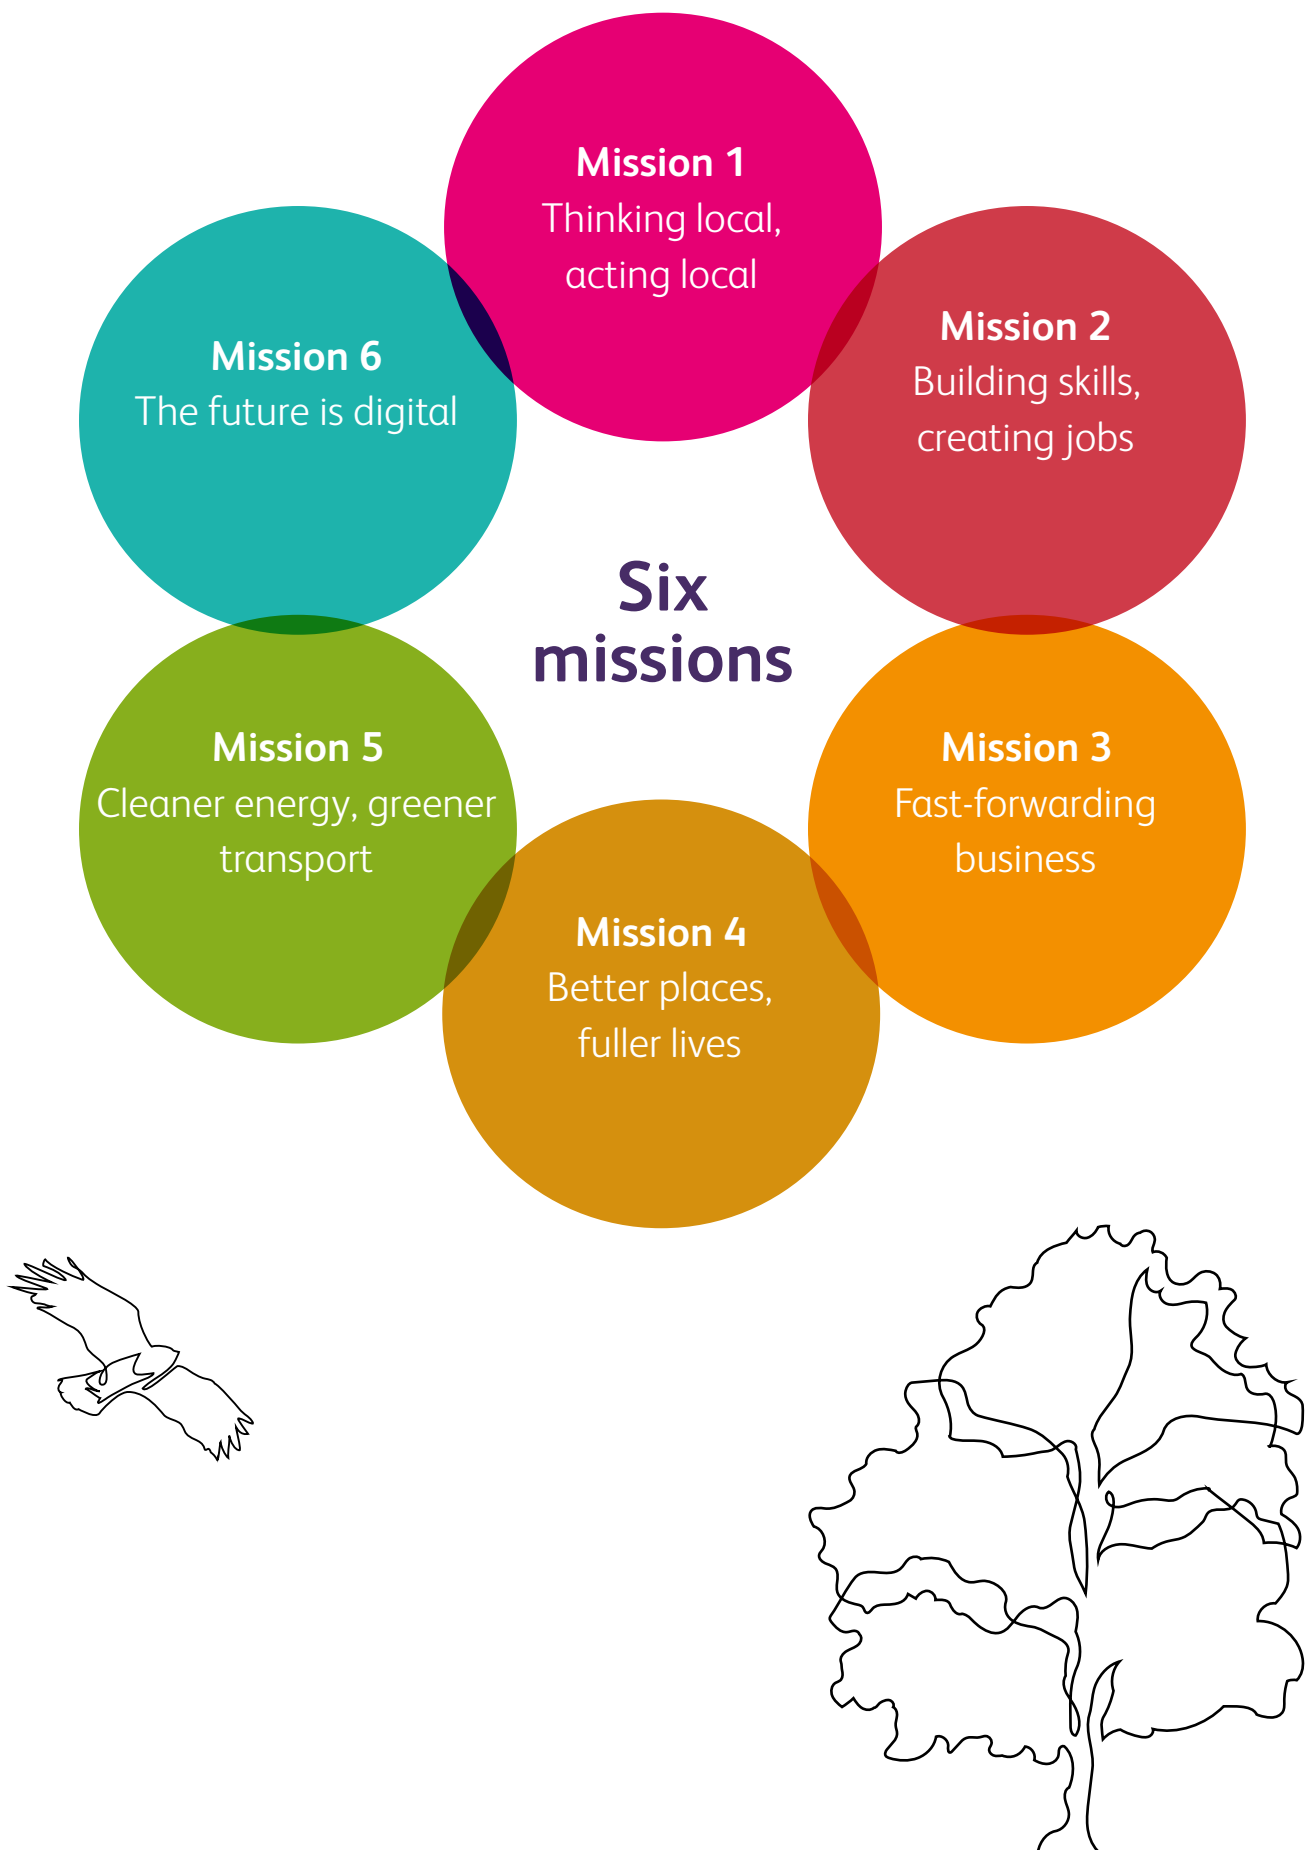 Mission 1
Thinking local,
acting local
Mission 2
Building skills,
creating jobs
Mission 6
The future is digital
Six
missions
Mission 5
Cleaner energy, greener
transport
Mission 3
Fast-forwarding
business
Mission 4
Better places,
fuller lives